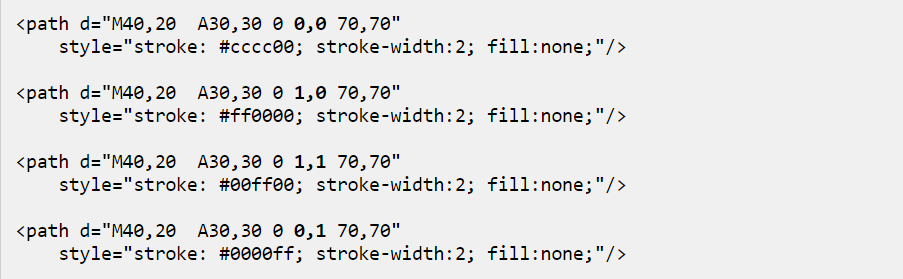 <path d="M40,20  A30,30 0 0,0 70,70"
    style="stroke: #cccc00; stroke-width:2; fill:none;"/>
<path d="M40,20  A30,30 0 1,0 70,70"
    style="stroke: #ff0000; stroke-width:2; fill:none;"/>
<path d="M40,20  A30,30 0 1,1 70,70"
    style="stroke: #00ff00; stroke-width:2; fill:none;"/>
<path d="M40,20  A30,30 0 0,1 70,70"
    style="stroke: #0000ff; stroke-width:2; fill:none;"/>